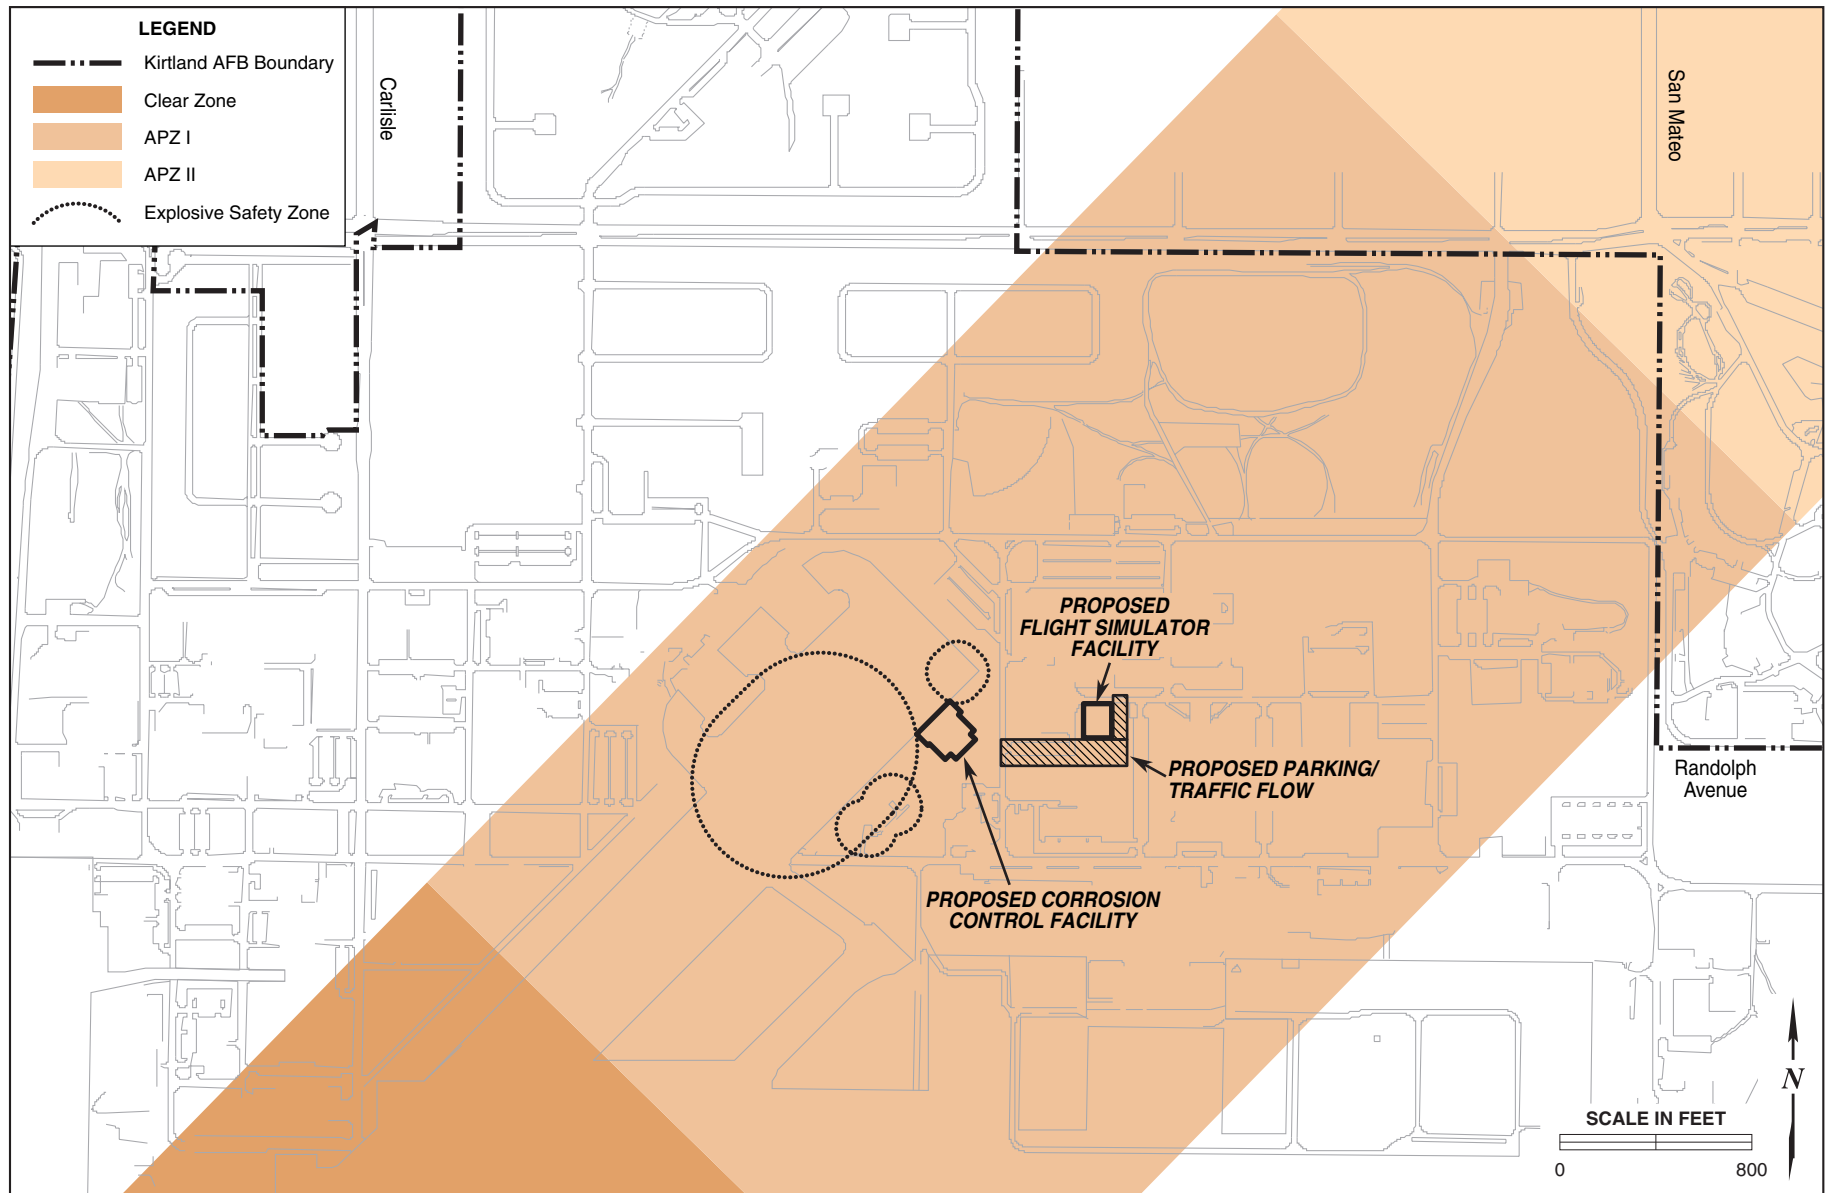 LEGEND
Kirtland AFB Boundary
Clear Zone
APZ I
APZ II
Explosive Safety Zone
Carlisle
San Mateo
PROPOSED
FLIGHT SIMULATOR
FACILITY
PROPOSED PARKING/
TRAFFIC FLOW
Randolph
Avenue
PROPOSED CORROSION
CONTROL FACILITY
N
SCALE IN FEET
0 800